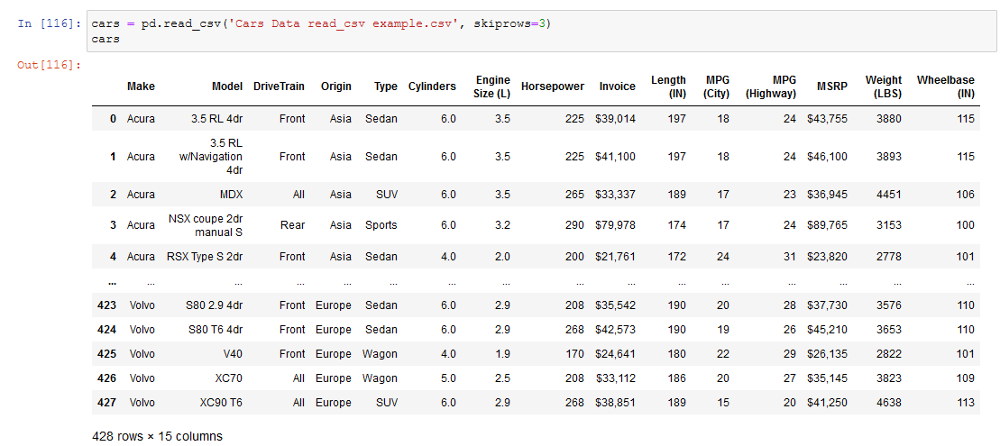 In [116]: cars = pd.read_csv('Cars Data read_csv example.csv', skiprows=3)
cars
Out[116]:
Make Model DriveTrain Origin Type Cylinders Engine Size (L) Horsepower Invoice Length (IN) MPG (City) MPG (Highway) MSRP Weight (LBS) Wheelbase (IN)
0 Acura 3.5 RL 4dr Front Asia Sedan 6.0 3.5 225 $39,014 197 18 24 $43,755 3880 115
1 Acura 3.5 RL w/Navigation 4dr Front Asia Sedan 6.0 3.5 225 $41,100 197 18 24 $46,100 3893 115
2 Acura MDX All Asia SUV 6.0 3.5 265 $33,337 189 17 23 $36,945 4451 106
3 Acura NSX coupe 2dr manual S Rear Asia Sports 6.0 3.2 290 $79,978 174 17 24 $89,765 3153 100
4 Acura RSX Type S 2dr Front Asia Sedan 4.0 2.0 200 $21,761 172 24 31 $23,820 2778 101
... ... ... ... ... ... ... ... ... ... ... ... ... ... ... ...
423 Volvo S80 2.9 4dr Front Europe Sedan 6.0 2.9 208 $35,542 190 20 28 $37,730 3576 110
424 Volvo S80 T6 4dr Front Europe Sedan 6.0 2.9 268 $42,573 190 19 26 $45,210 3653 110
425 Volvo V40 Front Europe Wagon 4.0 1.9 170 $24,641 180 22 29 $26,135 2822 101
426 Volvo XC70 All Europe Wagon 5.0 2.5 208 $33,112 186 20 27 $35,145 3823 109
427 Volvo XC90 T6 All Europe SUV 6.0 2.9 268 $38,851 189 15 20 $41,250 4638 113
428 rows × 15 columns